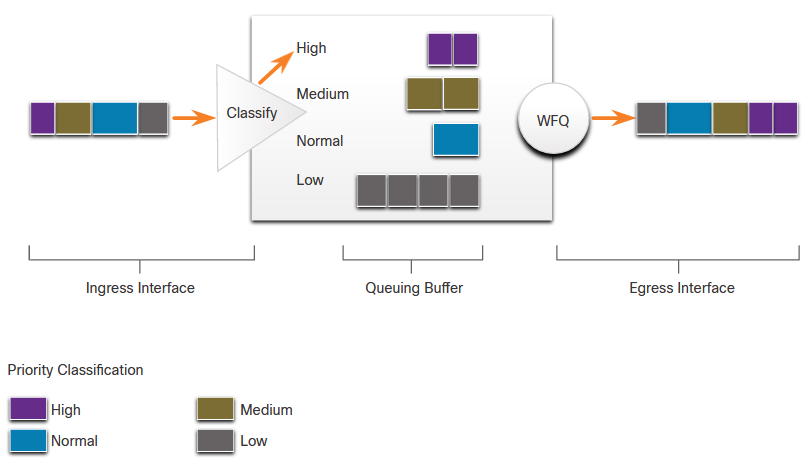 High
Medium
Classify
WFQ
Normal
Low
Ingress Interface
Queuing Buffer
Egress Interface
Priority Classification
High
Medium
Normal
Low